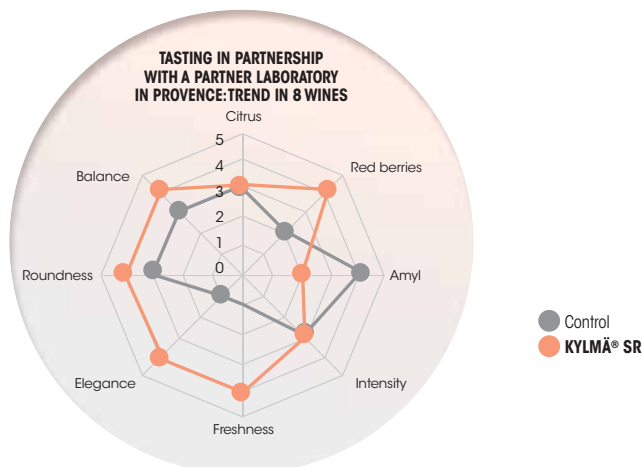 TASTING IN PARTNERSHIP
WITH A PARTNER LABORATORY
IN PROVENCE:TREND IN 8 WINES
Citrus
5
Balance
4
Red berries
3
2
1
Roundness
0
Amyl
Control
KYLMÄ® SR
Elegance
Intensity
Freshness